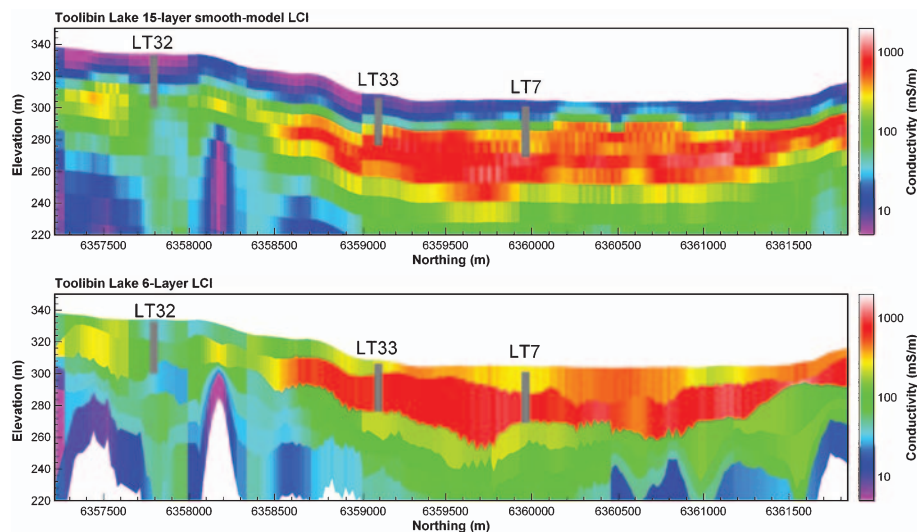 Toolibin Lake 15-layer smooth-model LCI
340
320
300
280
260
240
220
Elevation (m)
LT32
LT33
LT7
6357500 6358000 6358500 6359000 6359500 6360000 6360500 6361000 6361500
Northing (m)
1000
100
10
Conductivity (mS/m)
Toolibin Lake 6-Layer LCI
340
320
300
280
260
240
220
Elevation (m)
LT32
LT33
LT7
6357500 6358000 6358500 6359000 6359500 6360000 6360500 6361000 6361500
Northing (m)
1000
100
10
Conductivity (mS/m)